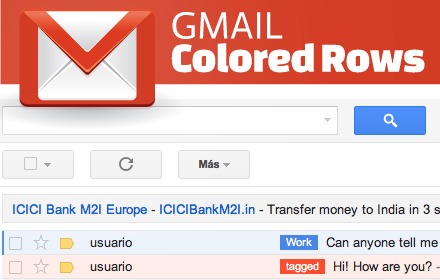 GMAIL
Colored Rows
Más
ICICI Bank M2I Europe - ICICIBankM2I.in - Transfer money to India in 3 s
usuario Work Can anyone tell me
usuario tagged Hi! How are you? -